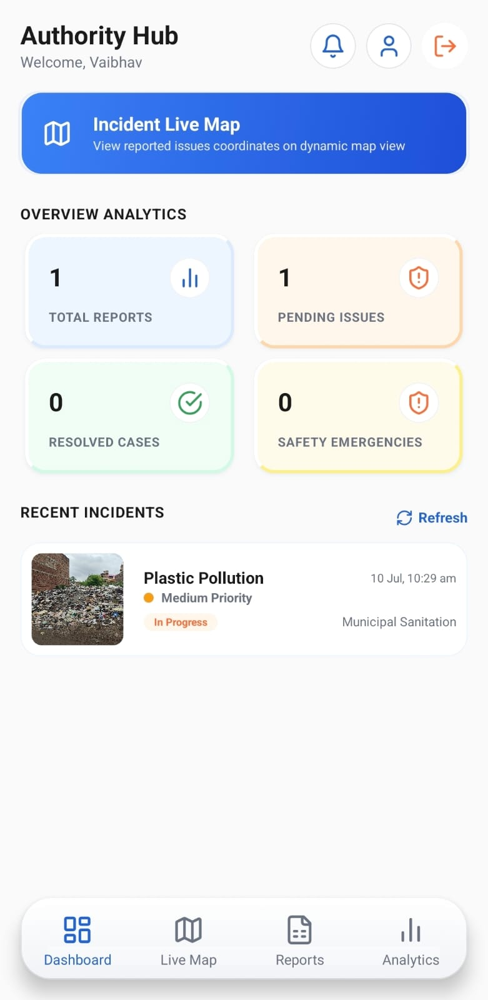 Authority Hub
Welcome, Vaibhav
Incident Live Map
View reported issues coordinates on dynamic map view
OVERVIEW ANALYTICS
1
TOTAL REPORTS
1
PENDING ISSUES
0
RESOLVED CASES
0
SAFETY EMERGENCIES
RECENT INCIDENTS
Refresh
Plastic Pollution
10 Jul, 10:29 am
Medium Priority
In Progress
Municipal Sanitation
Dashboard
Live Map
Reports
Analytics